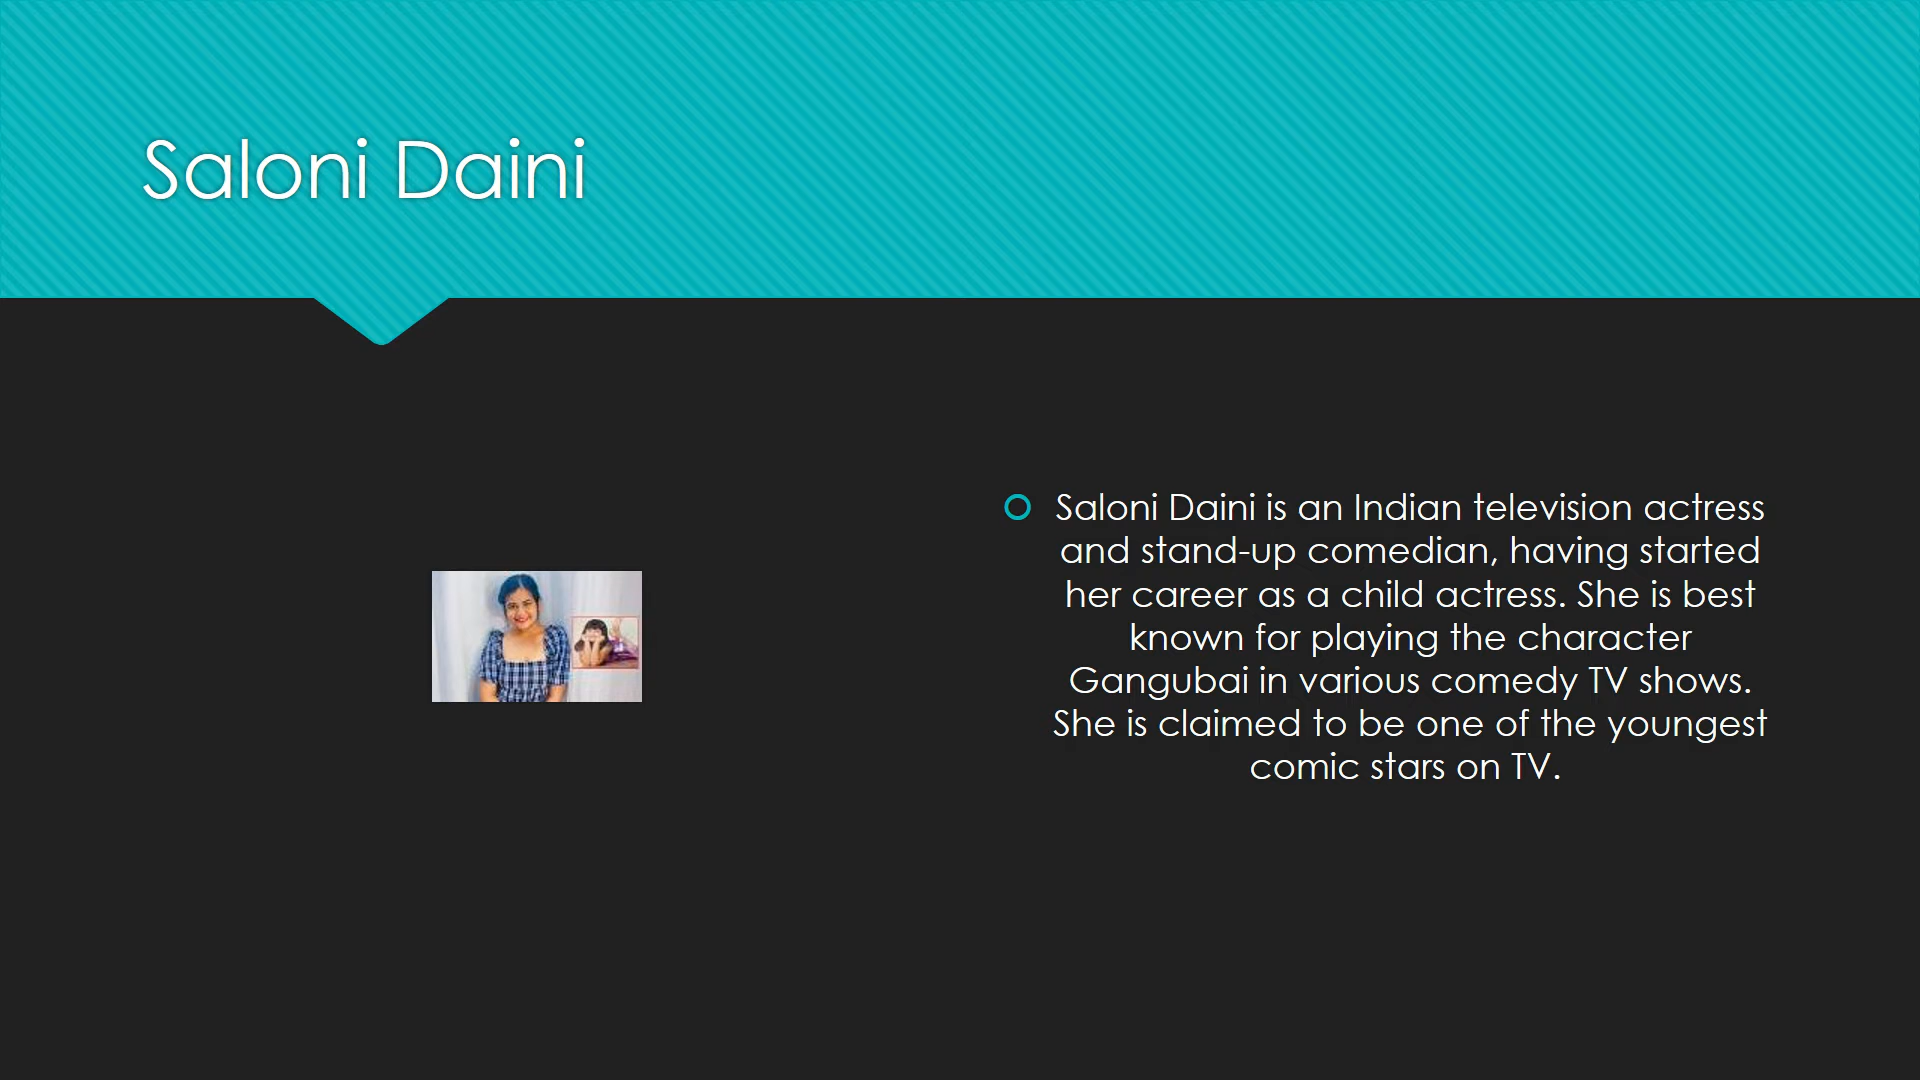 Saloni Daini
Saloni Daini is an Indian television actress
and stand-up comedian, having started
her career as a child actress. She is best
known for playing the character
Gangubai in various comedy TV shows.
She is claimed to be one of the youngest
comic stars on TV.